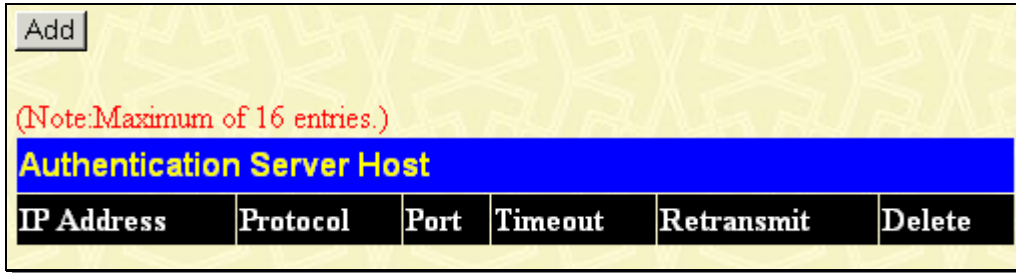 Add
(Note:Maximum of 16 entries.)
Authentication Server Host
IP Address Protocol Port Timeout Retransmit Delete